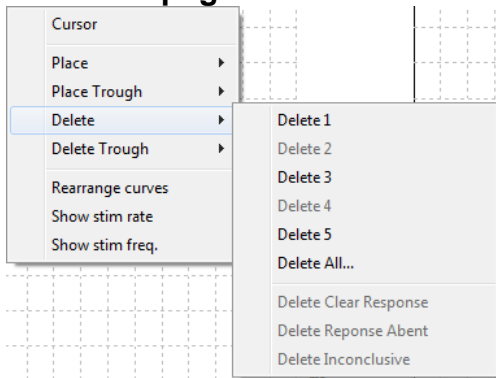 Cursor
Place
Place Trough
Delete
Delete Trough
Rearrange curves
Show stim rate
Show stim freq.
Delete 1
Delete 2
Delete 3
Delete 4
Delete 5
Delete All...
Delete Clear Response
Delete Reponse Abent
Delete Inconclusive